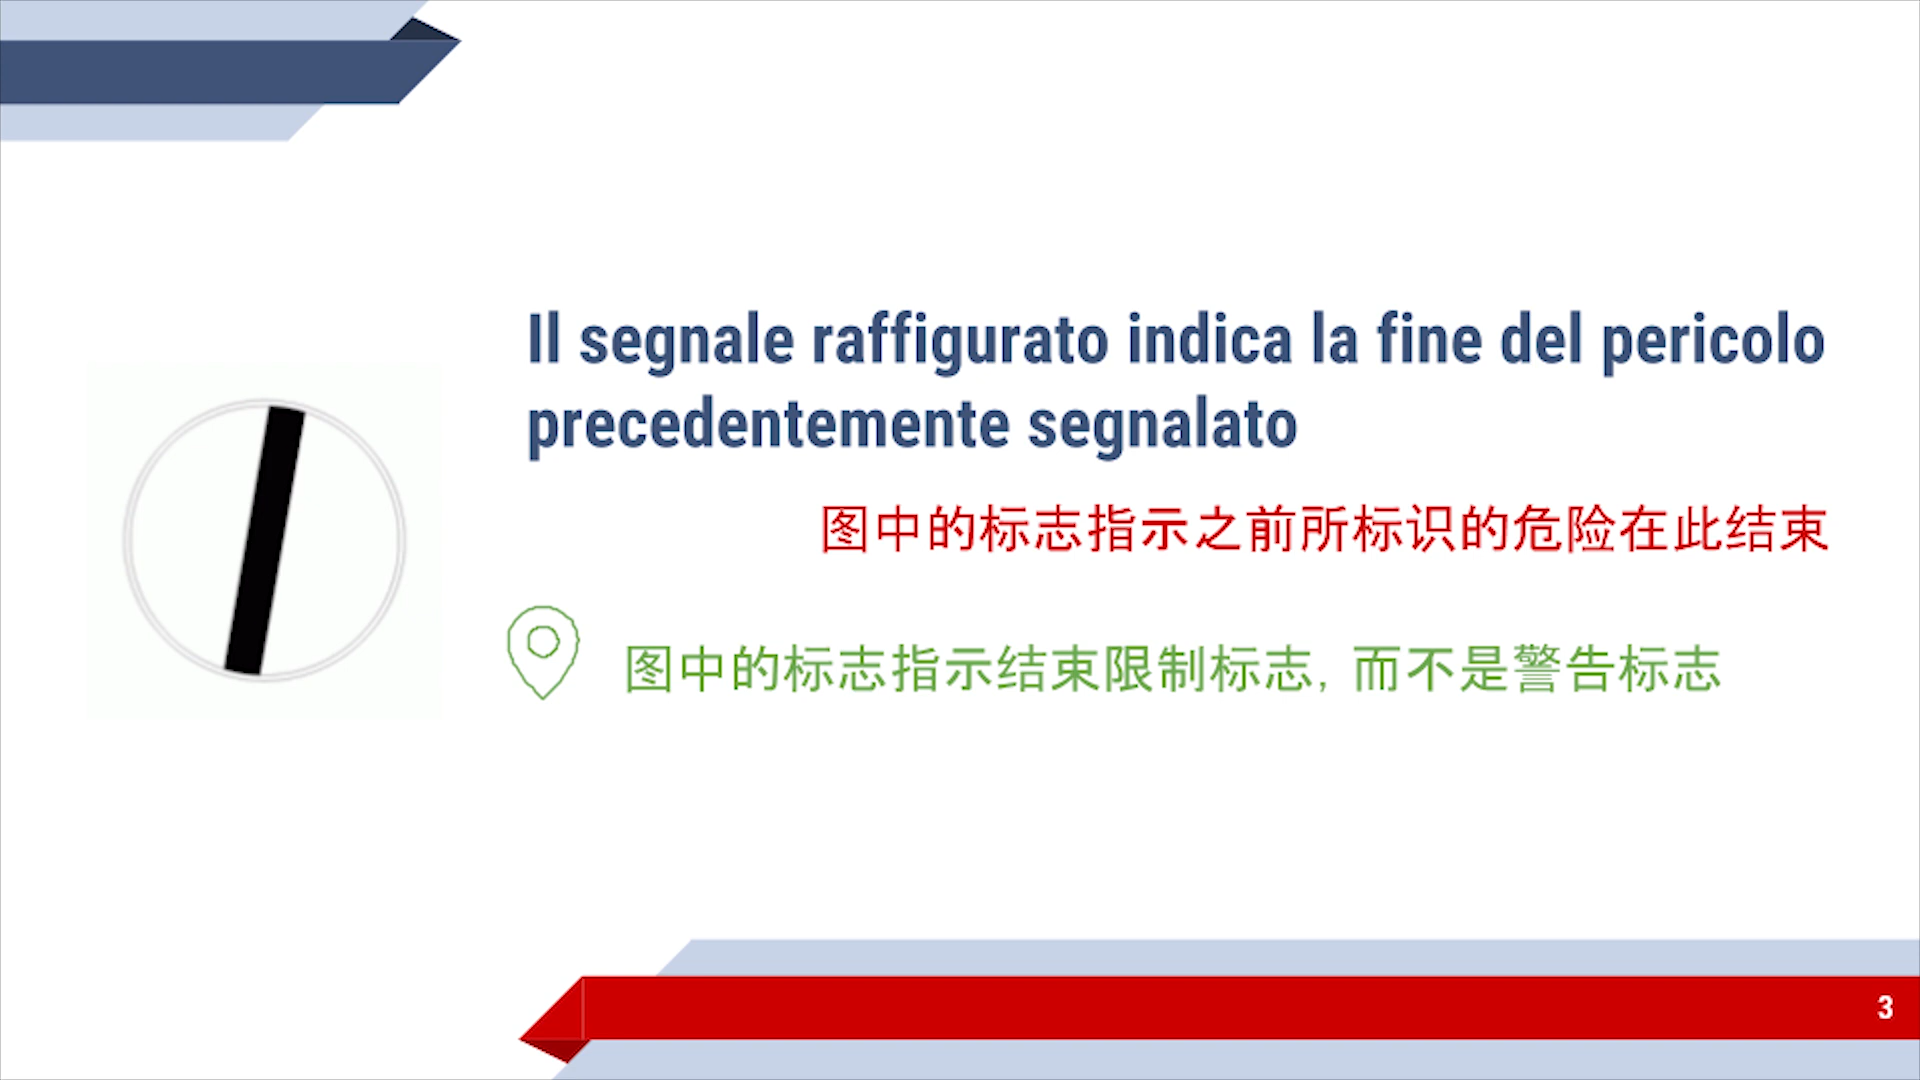 Il segnale raffigurato indica la fine del pericolo
precedentemente segnalato
图中的标志指示之前所标识的危险在此结束
图中的标志指示结束限制标志, 而不是警告标志
3